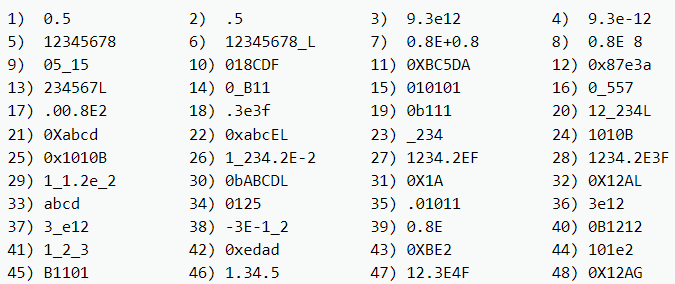 1) 0.5 2) .5 3) 9.3e12 4) 9.3e-12
5) 12345678 6) 12345678_L 7) 0.8E+0.8 8) 0.8E 8
9) 05_15 10) 018CDF 11) 0XBC5DA 12) 0x87e3a
13) 234567L 14) 0_B11 15) 010101 16) 0_557
17) .00.8E2 18) .3e3f 19) 0b111 20) 12_234L
21) 0Xabcd 22) 0xabcEL 23) _234 24) 1010B
25) 0x1010B 26) 1_234.2E-2 27) 1234.2EF 28) 1234.2E3F
29) 1_1.2e_2 30) 0bABCDL 31) 0X1A 32) 0X12AL
33) abcd 34) 0125 35) .01011 36) 3e12
37) 3_e12 38) -3E-1_2 39) 0.8E 40) 0B1212
41) 1_2_3 42) 0xedad 43) 0XBE2 44) 101e2
45) B1101 46) 1.34.5 47) 12.3E4F 48) 0X12AG